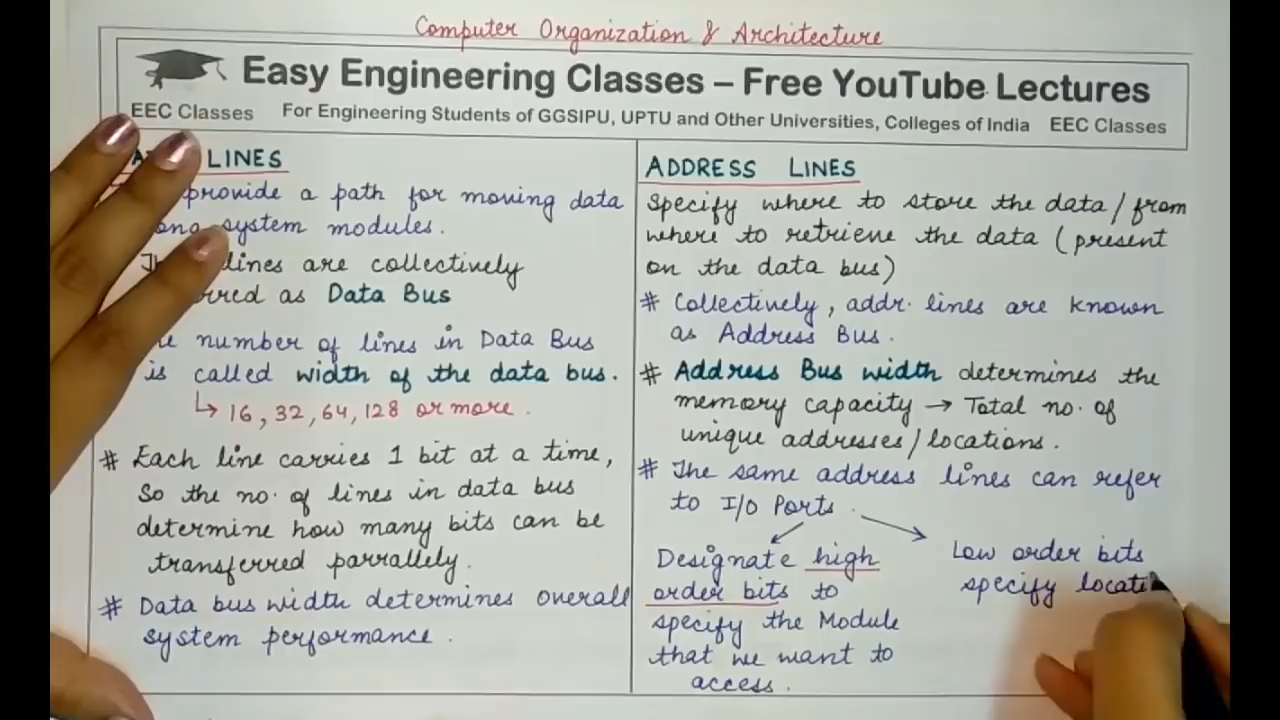 Computer Organization & Architecture
Easy Engineering Classes – Free YouTube Lectures
EEC Classes For Engineering Students of GGSIPU, UPTU and Other Universities, Colleges of India EEC Classes
LINES
provide a path for moving data
system modules.
lines are collectively
as Data Bus
number of lines in Data Bus
is called width of the data bus.
↳ 16, 32, 64, 128 or more.
# Each line carries 1 bit at a time,
So the no. of lines in data bus
determine how many bits can be
transferred parrallely.
# Data bus width determines overall
system performance.
ADDRESS LINES
Specify where to store the data / from
where to retrieve the data (present
on the data bus)
# Collectively, addr. lines are known
as Address Bus.
# Address Bus width determines the
memory capacity → Total no. of
unique addresses/locations.
# The same address lines can refer
to I/O Ports.
Designate high
order bits to
specify the Module
that we want to
access.
Low order bits
specify locati